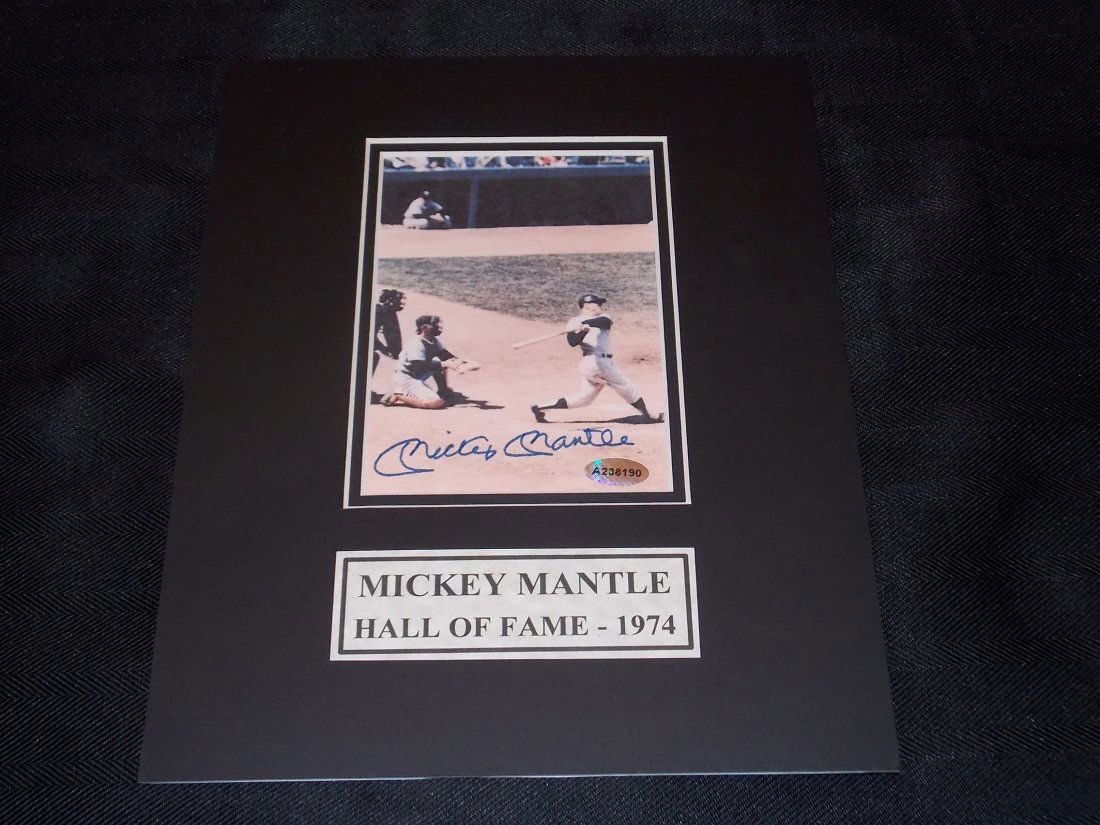 Mickey Mantle
A238190
MICKEY MANTLE
HALL OF FAME - 1974